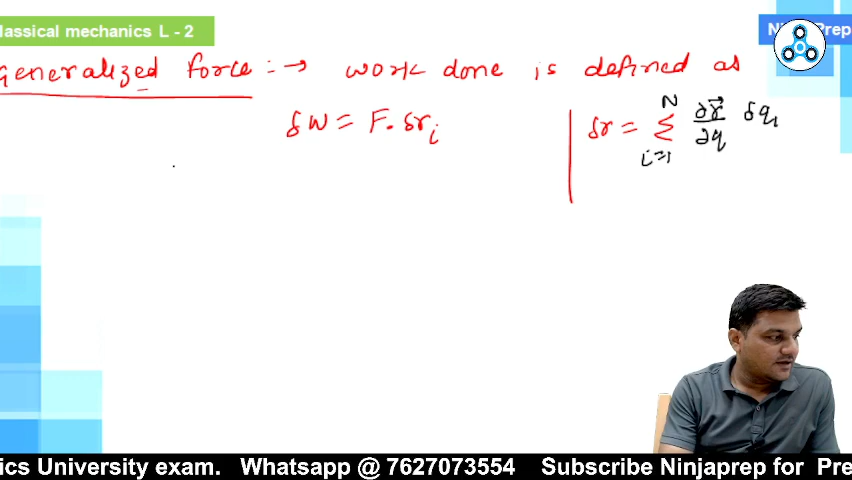 lassical mechanics L - 2
Generalized force :→ work done is defined as
δW = F. δr_i
δr = N Σ i=1 ∂r⃗/∂q δq_i
ics University exam. Whatsapp @ 7627073554 Subscribe Ninjaprep for Pre